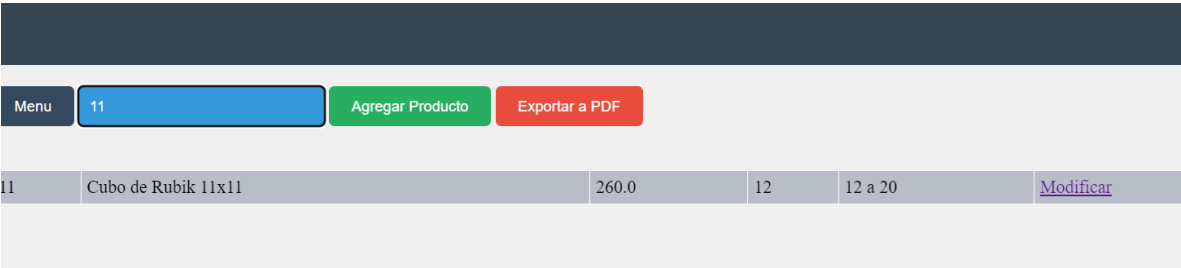 Menu 11 Agregar Producto Exportar a PDF
11 Cubo de Rubik 11x11 260.0 12 12 a 20 Modificar